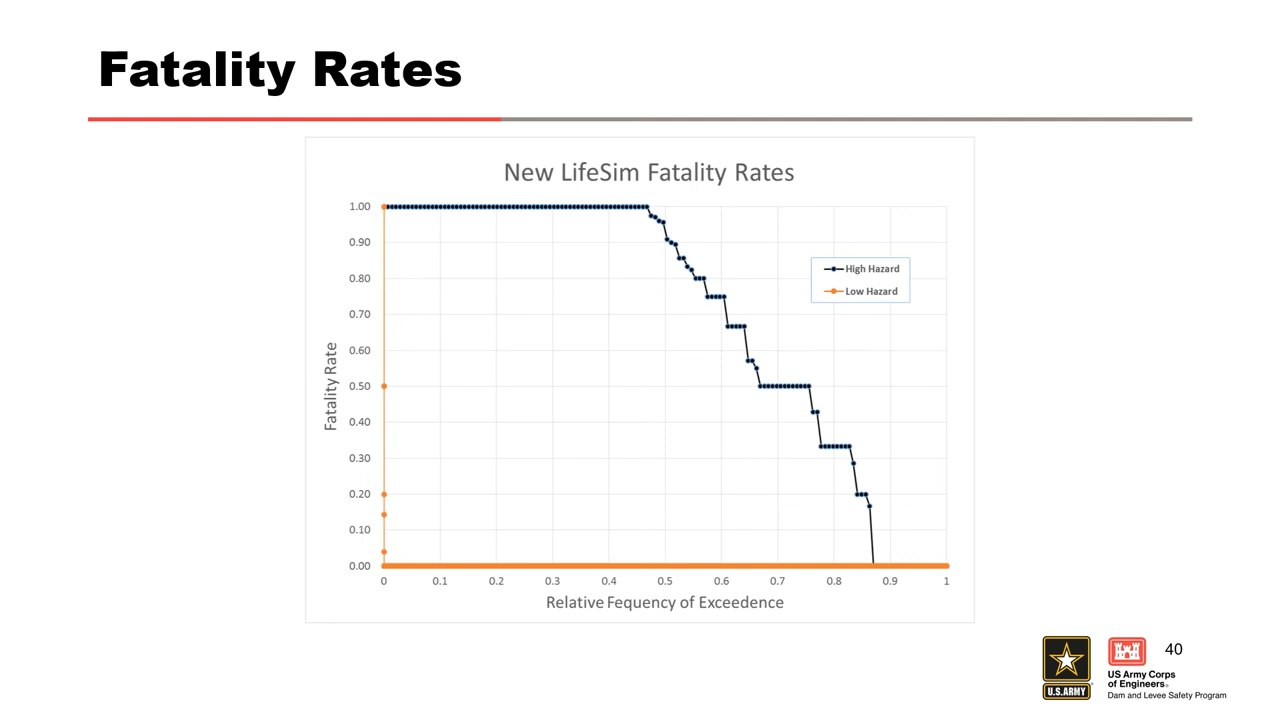 Fatality Rates
New LifeSim Fatality Rates
1.00
0.90
0.80
0.70
0.60
0.50
0.40
0.30
0.20
0.10
0.00
Fatality Rate
High Hazard
Low Hazard
0 0.1 0.2 0.3 0.4 0.5 0.6 0.7 0.8 0.9 1
Relative Fequency of Exceedence
U.S.ARMY
40
US Army Corps
of Engineers®
Dam and Levee Safety Program